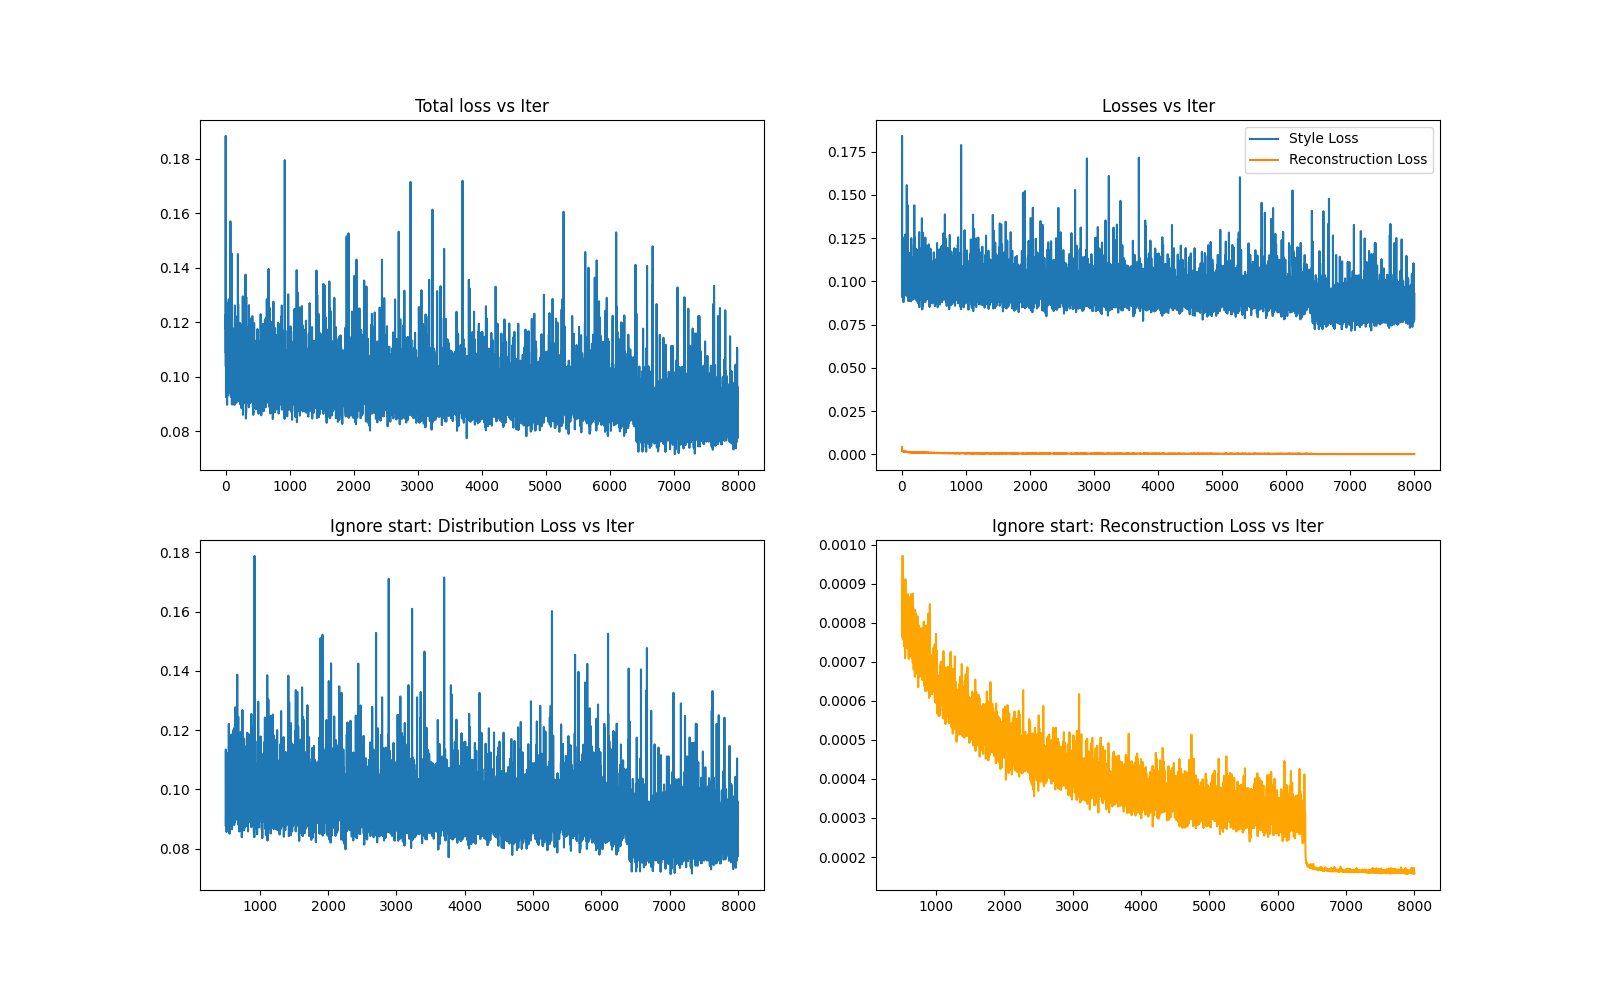 Total loss vs Iter
0.18
0.16
0.14
0.12
0.10
0.08
0 1000 2000 3000 4000 5000 6000 7000 8000
Losses vs Iter
Style Loss
Reconstruction Loss
0.175
0.150
0.125
0.100
0.075
0.050
0.025
0.000
0 1000 2000 3000 4000 5000 6000 7000 8000
Ignore start: Distribution Loss vs Iter
0.18
0.16
0.14
0.12
0.10
0.08
1000 2000 3000 4000 5000 6000 7000 8000
Ignore start: Reconstruction Loss vs Iter
0.0010
0.0009
0.0008
0.0007
0.0006
0.0005
0.0004
0.0003
0.0002
1000 2000 3000 4000 5000 6000 7000 8000